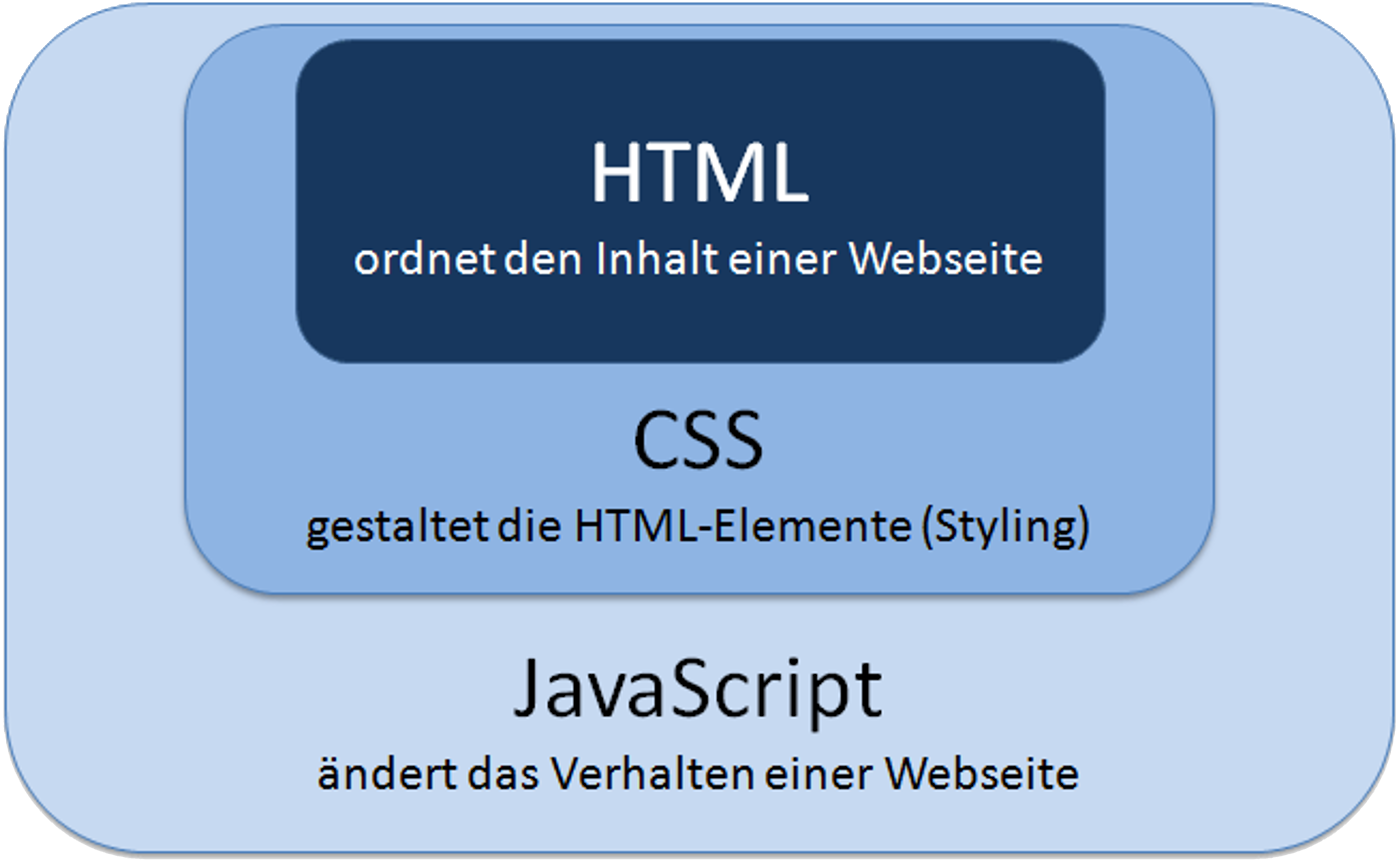 HTML
ordnet den Inhalt einer Webseite
CSS
gestaltet die HTML-Elemente (Styling)
JavaScript
ändert das Verhalten einer Webseite